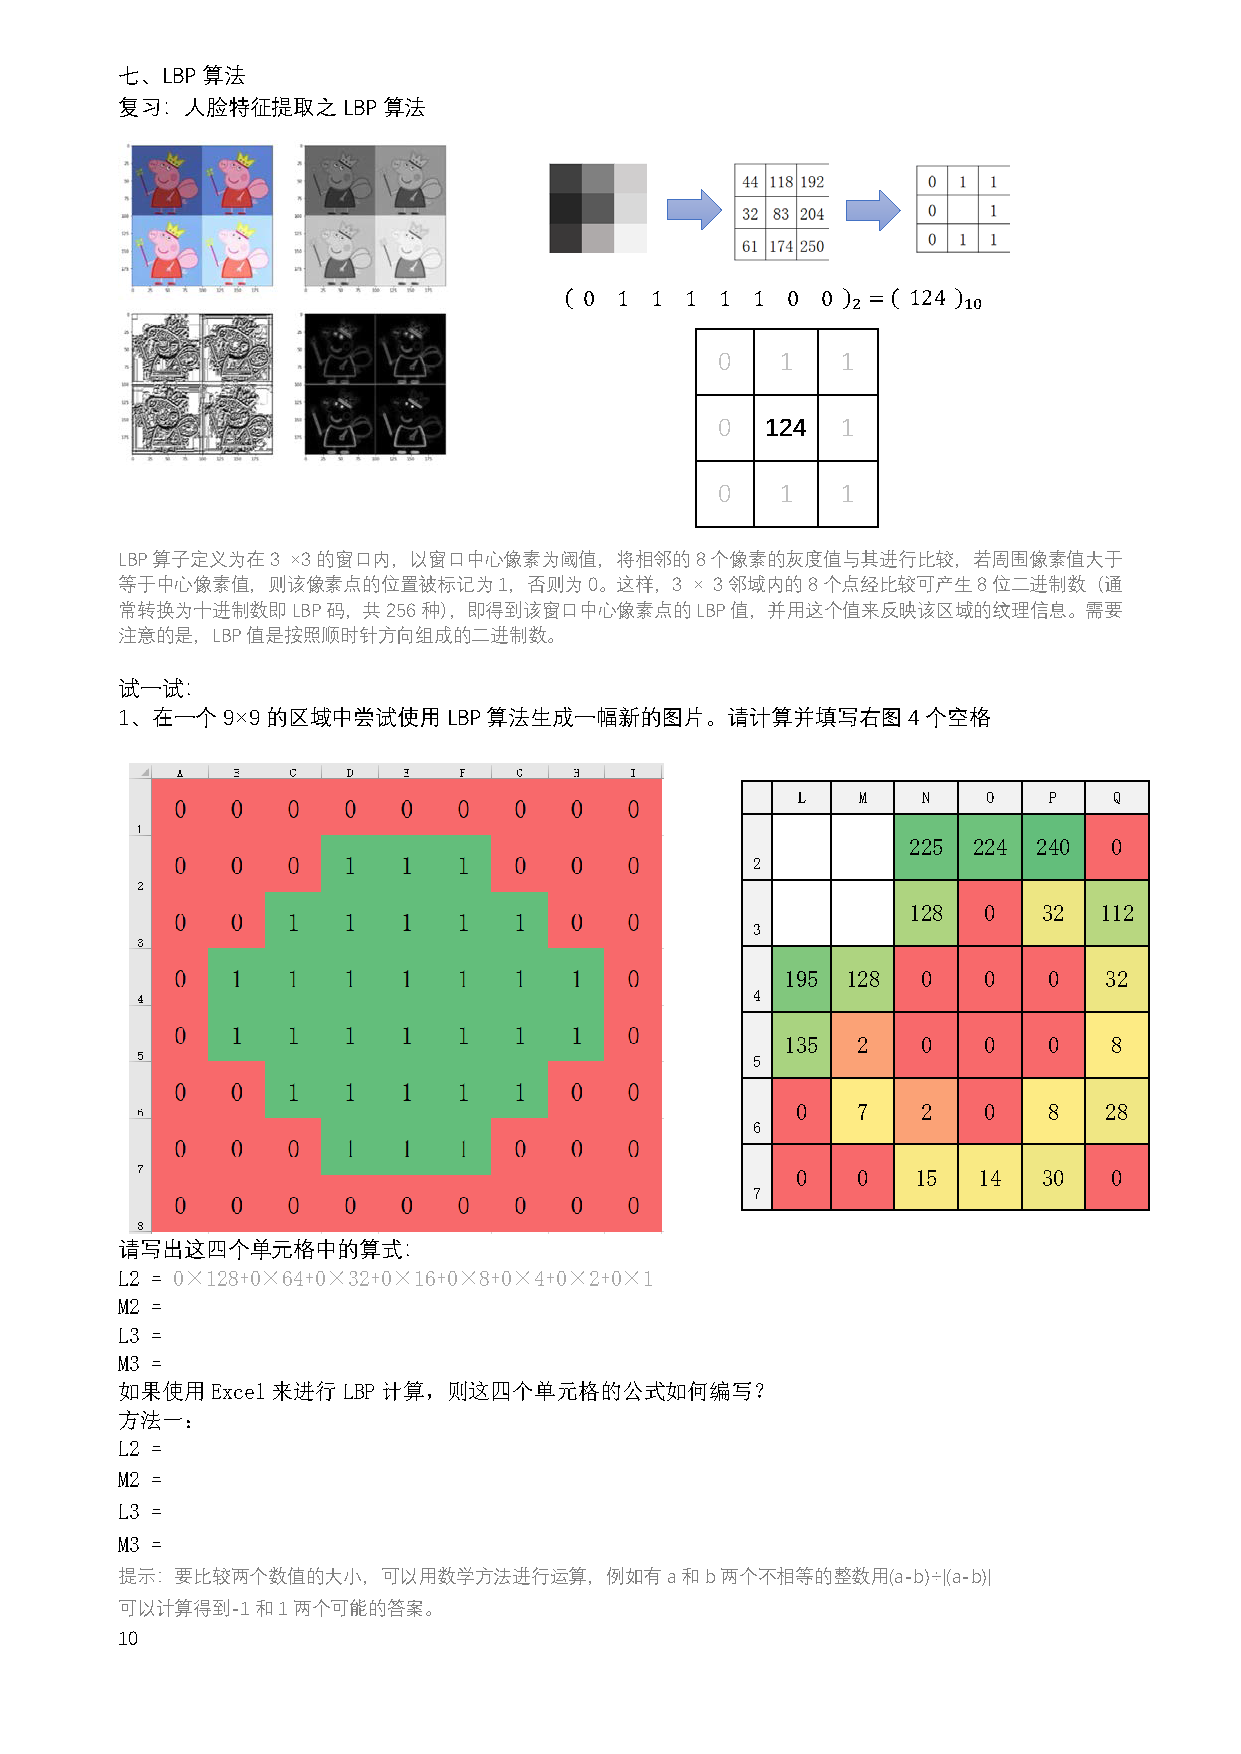 七、LBP 算法
复习：人脸特征提取之 LBP 算法
44 118 192
32 83 204
61 174 250
0 1 1
0 1
0 1 1
( 0 1 1 1 1 1 0 0 )₂ = ( 124 )₁₀
0 1 1
0 124 1
0 1 1
LBP 算子定义为在 3 ×3 的窗口内，以窗口中心像素为阈值，将相邻的 8 个像素的灰度值与其进行比较，若周围像素值大于
等于中心像素值，则该像素点的位置被标记为 1，否则为 0。这样，3 × 3 邻域内的 8 个点经比较可产生 8 位二进制数（通
常转换为十进制数即 LBP 码，共 256 种），即得到该窗口中心像素点的 LBP 值，并用这个值来反映该区域的纹理信息。需要
注意的是，LBP 值是按照顺时针方向组成的二进制数。
试一试：
1、在一个 9×9 的区域中尝试使用 LBP 算法生成一幅新的图片。请计算并填写右图 4 个空格
A B C D E F G H I
1 0 0 0 0 0 0 0 0 0
2 0 0 0 1 1 1 0 0 0
3 0 0 1 1 1 1 1 0 0
4 0 1 1 1 1 1 1 1 0
5 0 1 1 1 1 1 1 1 0
6 0 0 1 1 1 1 1 0 0
7 0 0 0 1 1 1 0 0 0
8 0 0 0 0 0 0 0 0 0
L M N O P Q
2 225 224 240 0
3 128 0 32 112
4 195 128 0 0 0 32
5 135 2 0 0 0 8
6 0 7 2 0 8 28
7 0 0 15 14 30 0
请写出这四个单元格中的算式：
L2 = 0×128+0×64+0×32+0×16+0×8+0×4+0×2+0×1
M2 =
L3 =
M3 =
如果使用 Excel 来进行 LBP 计算，则这四个单元格的公式如何编写？
方法一：
L2 =
M2 =
L3 =
M3 =
提示：要比较两个数值的大小，可以用数学方法进行运算，例如有 a 和 b 两个不相等的整数用(a-b)÷|(a-b)|
可以计算得到-1 和 1 两个可能的答案。
10